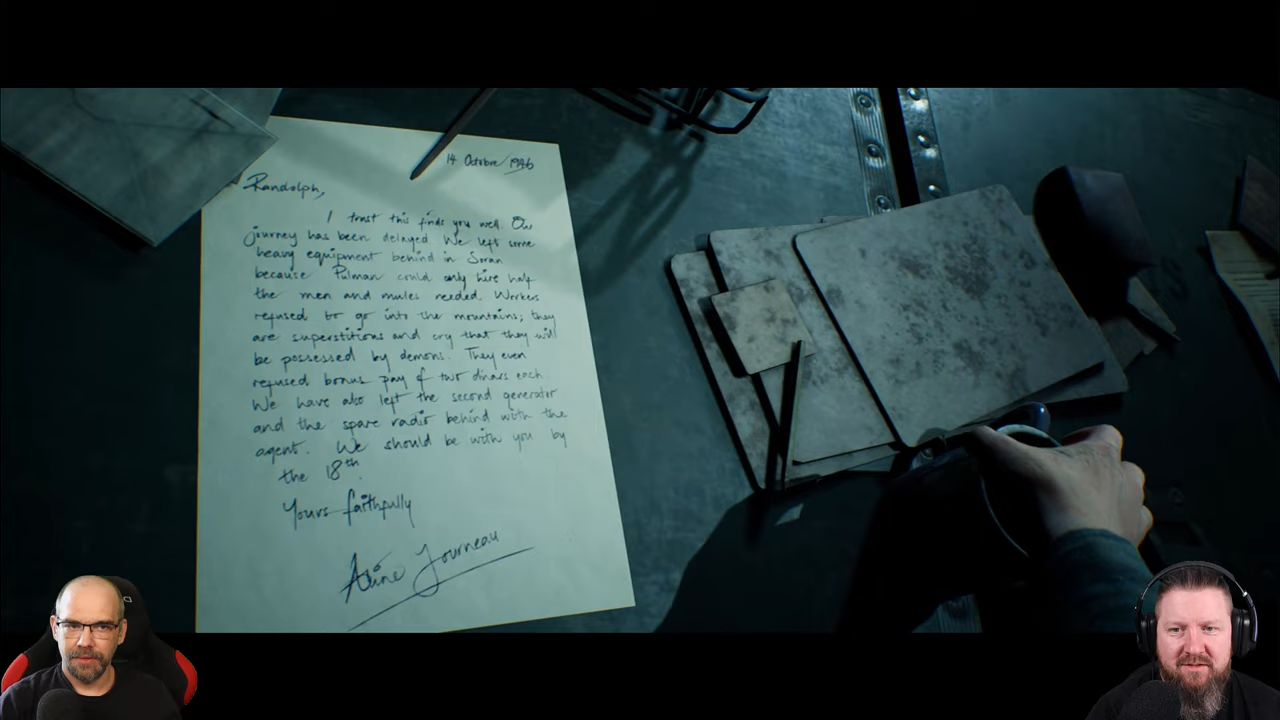 14 Octobre 1946
Randolph,
I trust this finds you well. Our
journey has been delayed. We left some
heavy equipment behind in Soran
because Pulman could only hire half
the men and mules needed. Workers
refused to go into the mountains; they
are superstitious and cry that they will
be possessed by demons. They even
refused bonus pay of two dinars each.
We have also left the second generator
and the spare radio behind with the
agent. We should be with you by
the 18th.
Yours faithfully
Aline Journeau